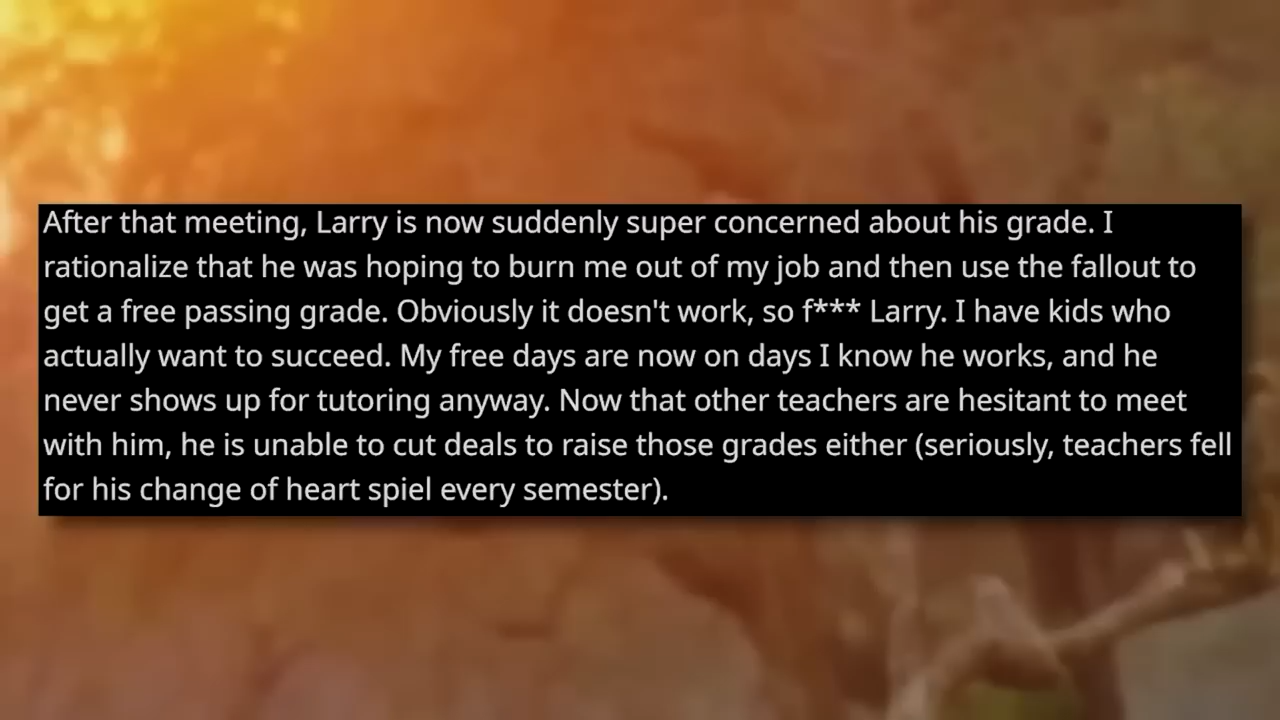 After that meeting, Larry is now suddenly super concerned about his grade. I
rationalize that he was hoping to burn me out of my job and then use the fallout to
get a free passing grade. Obviously it doesn't work, so f*** Larry. I have kids who
actually want to succeed. My free days are now on days I know he works, and he
never shows up for tutoring anyway. Now that other teachers are hesitant to meet
with him, he is unable to cut deals to raise those grades either (seriously, teachers fell
for his change of heart spiel every semester).